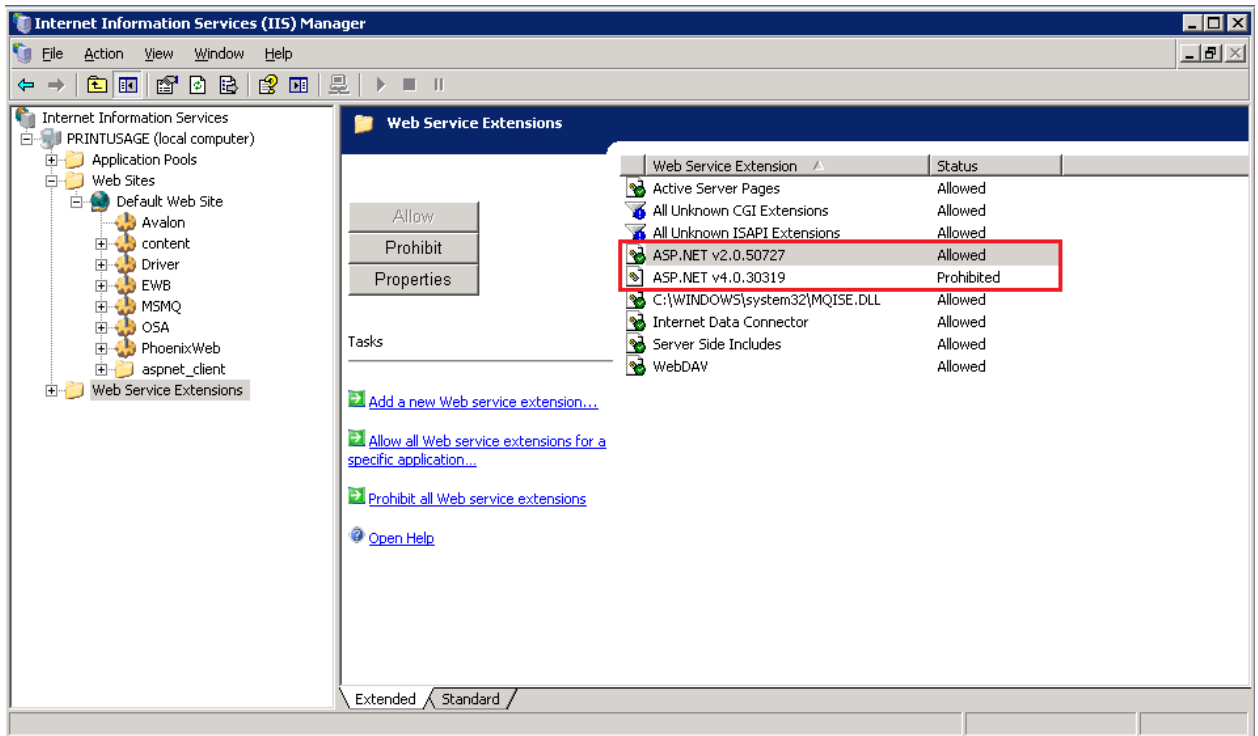 Internet Information Services (IIS) Manager
File Action View Window Help
Internet Information Services
PRINTUSAGE (local computer)
Application Pools
Web Sites
Default Web Site
Avalon
content
Driver
EWB
MSMQ
OSA
PhoenixWeb
aspnet_client
Web Service Extensions
Web Service Extensions
Allow
Prohibit
Properties
Tasks
Add a new Web service extension...
Allow all Web service extensions for a
specific application...
Prohibit all Web service extensions
Open Help
Web Service Extension Status
Active Server Pages Allowed
All Unknown CGI Extensions Allowed
All Unknown ISAPI Extensions Allowed
ASP.NET v2.0.50727 Allowed
ASP.NET v4.0.30319 Prohibited
C:\WINDOWS\system32\MQISE.DLL Allowed
Internet Data Connector Allowed
Server Side Includes Allowed
WebDAV Allowed
Extended Standard